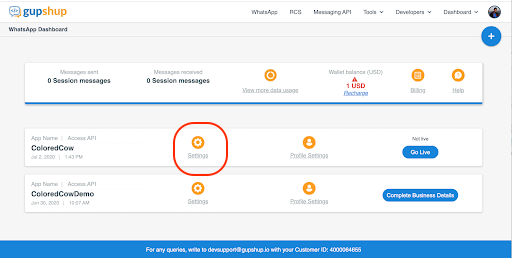 gupshup
WhatsApp RCS Messaging API Tools Developers Dashboard
WhatsApp Dashboard
+
Messages sent
0 Session messages
Messages received
0 Session messages
View more data usage
Wallet balance (USD)
1 USD
Recharge
Billing
Help
App Name | Access API
ColoredCow
Jul 2, 2020 | 1:43 PM
Settings
Profile Settings
Not live
Go Live
App Name | Access API
ColoredCowDemo
Jun 30, 2020 | 10:07 AM
Settings
Profile Settings
Complete Business Details
For any queries, write to devsupport@gupshup.io with your Customer ID: 4000064655